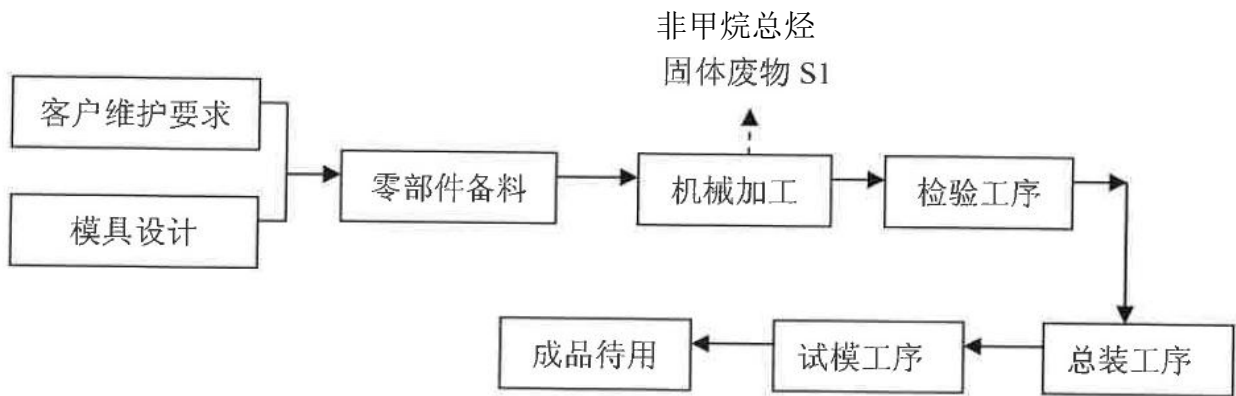 非甲烷总烃
固体废物 S1
客户维护要求
模具设计
零部件备料
机械加工
检验工序
成品待用
试模工序
总装工序